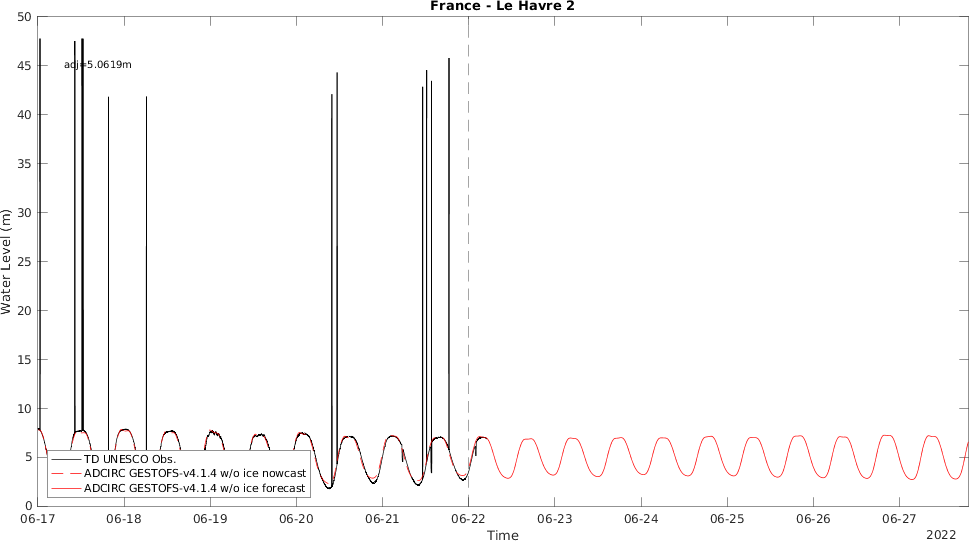 France - Le Havre 2
50
45
40
35
30
25
20
15
10
5
0
Water Level (m)
adj=5.0619m
TD UNESCO Obs.
ADCIRC GESTOFS-v4.1.4 w/o ice nowcast
ADCIRC GESTOFS-v4.1.4 w/o ice forecast
06-17 06-18 06-19 06-20 06-21 06-22 06-23 06-24 06-25 06-26 06-27
Time
2022